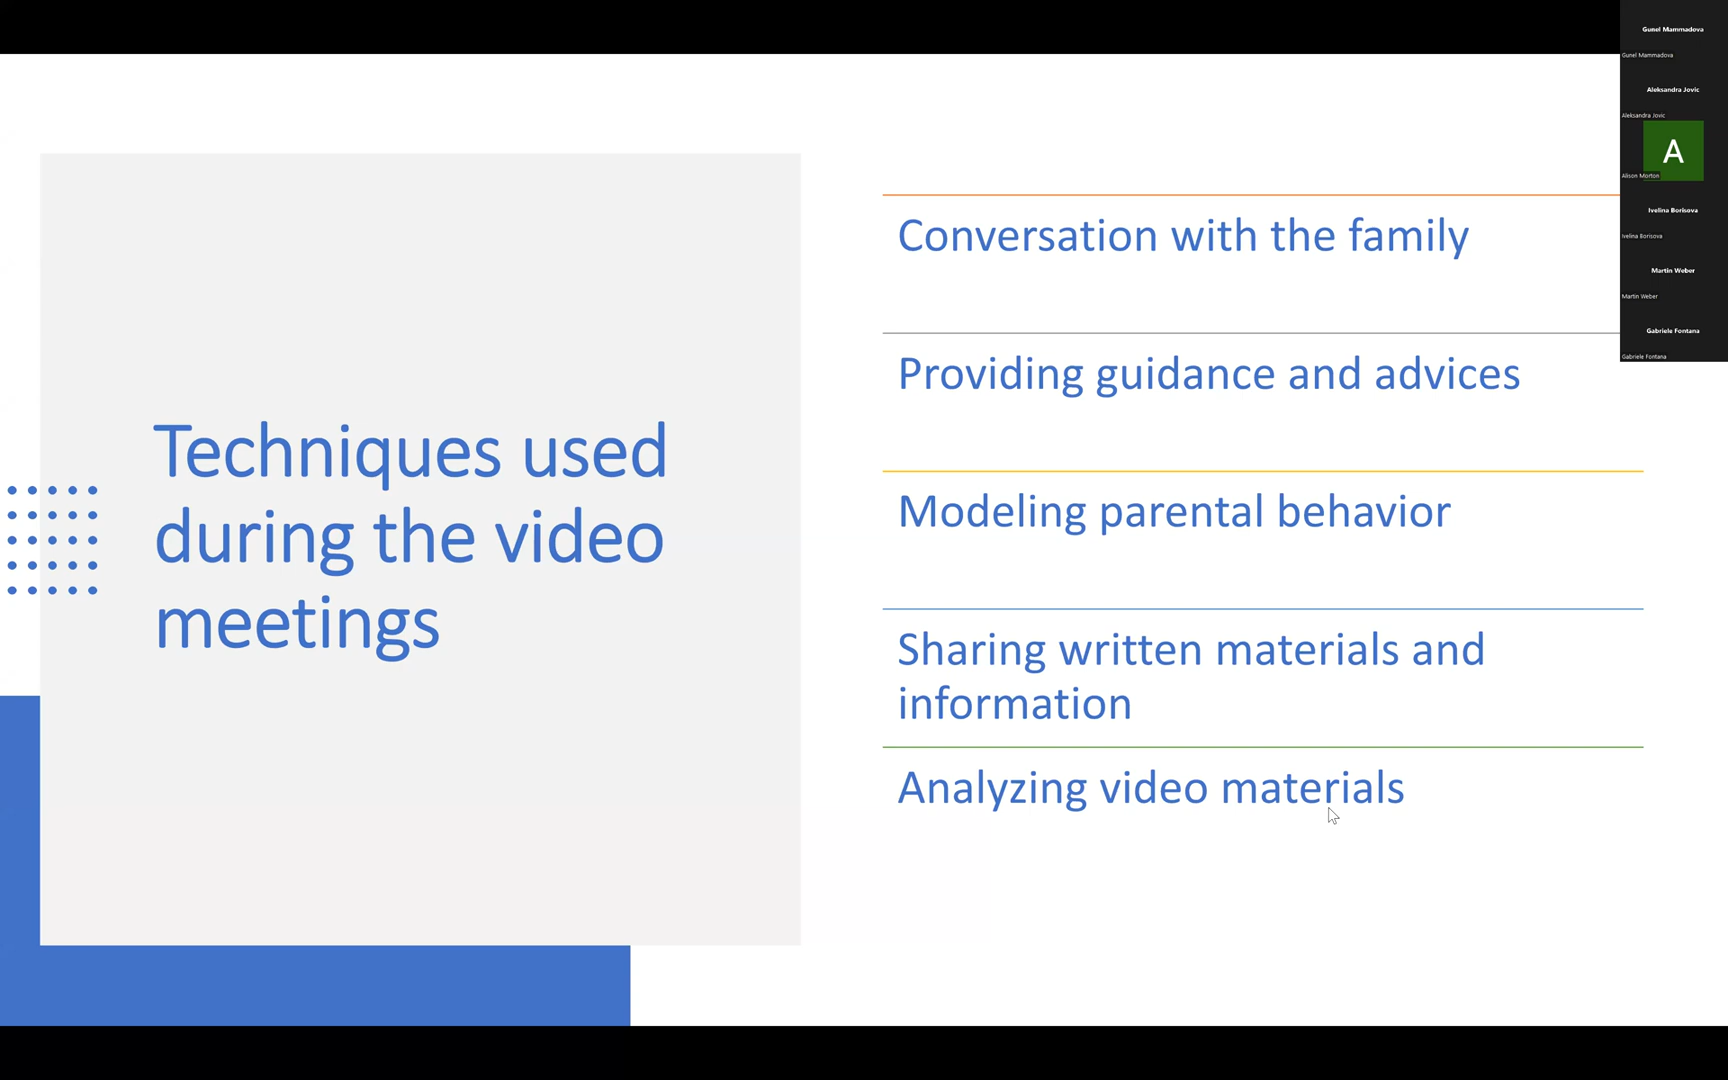 Techniques used
during the video
meetings
Conversation with the family
Providing guidance and advices
Modeling parental behavior
Sharing written materials and
information
Analyzing video materials
Gunel Mammadova
Gunel Mammadova
Aleksandra Jovic
Aleksandra Jovic
A
Alison Morton
Ivelina Borisova
Ivelina Borisova
Martin Weber
Martin Weber
Gabriele Fontana
Gabriele Fontana